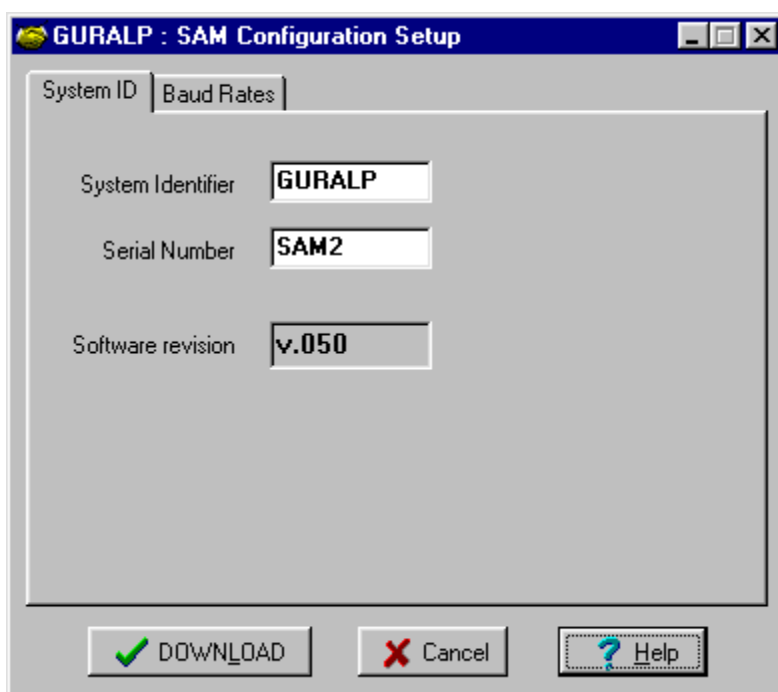 GURALP : SAM Configuration Setup
System ID
Baud Rates
System Identifier GURALP
Serial Number SAM2
Software revision v.050
DOWNLOAD
Cancel
? Help